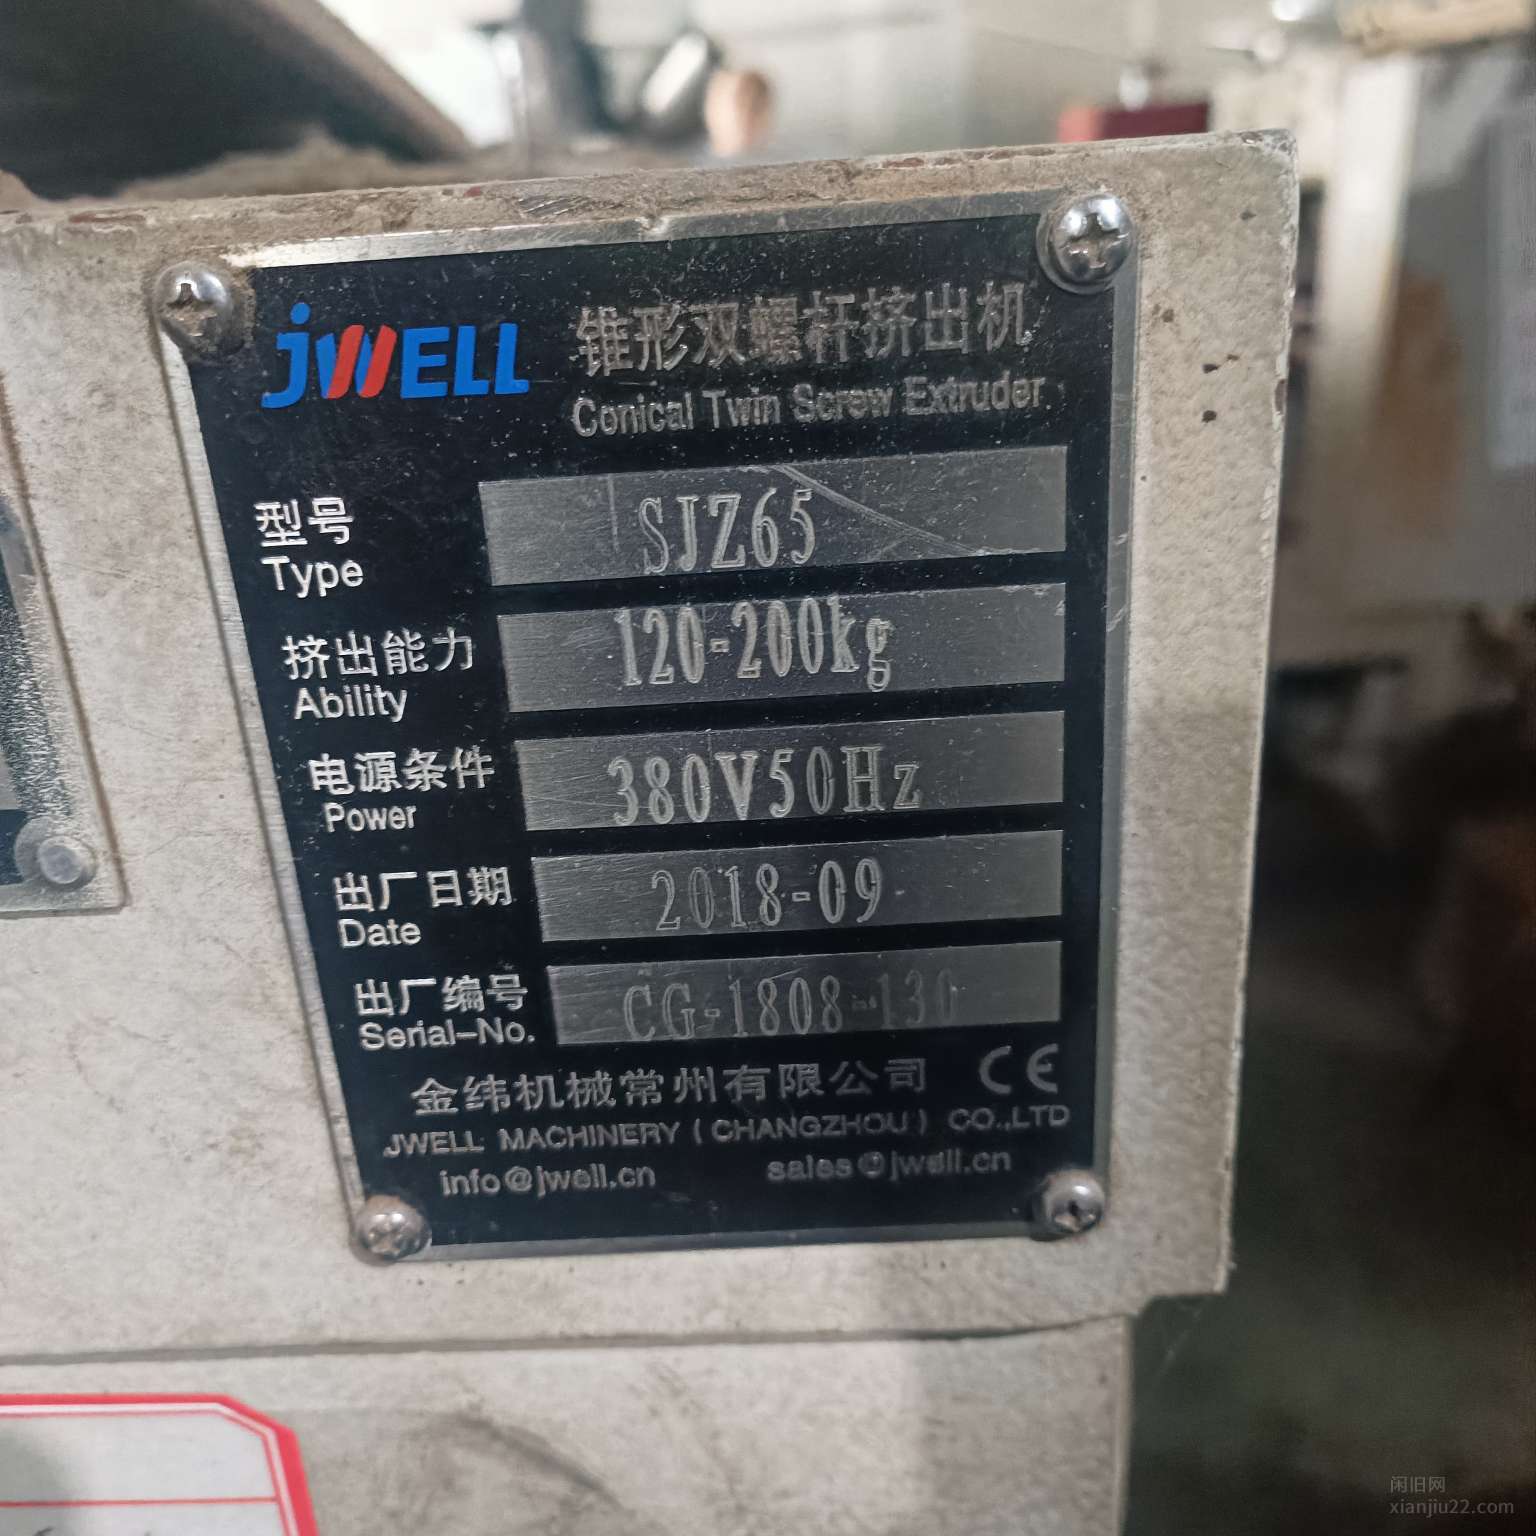 jWELL
锥形双螺杆挤出机
Conical Twin Screw Extruder
型号
Type
SJZ65
挤出能力
Ability
120-200kg
电源条件
Power
380V50Hz
出厂日期
Date
2018-09
出厂编号
Serial-No.
CG-1808-130
金纬机械常州有限公司 CE
JWELL MACHINERY (CHANGZHOU) CO.,LTD
info@jwell.cn sales@jwell.cn
闲旧网
xianjiu22.com